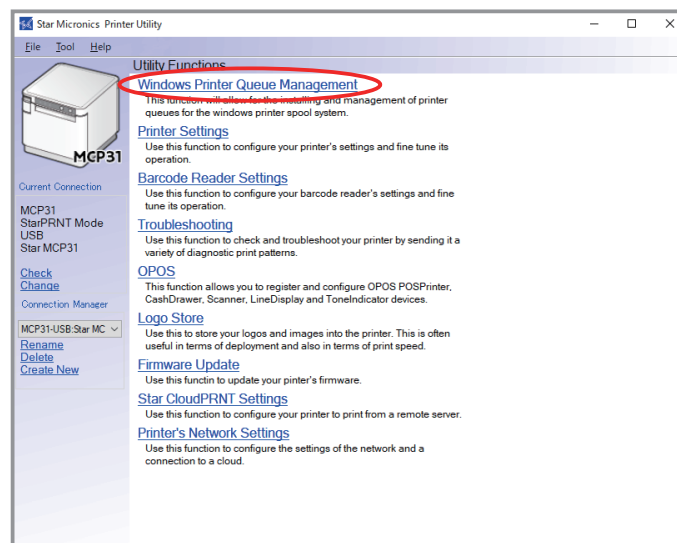 Star Micronics Printer Utility
File Tool Help
Utility Functions
Windows Printer Queue Management
This function will allow for the installing and management of printer
queues for the windows printer spool system.
Printer Settings
Use this function to configure your printer's settings and fine tune its
operation.
Barcode Reader Settings
Use this function to configure your barcode reader's settings and fine
tune its operation.
Troubleshooting
Use this function to check and troubleshoot your printer by sending it a
variety of diagnostic print patterns.
OPOS
This function allows you to register and configure OPOS POSPrinter,
CashDrawer, Scanner, LineDisplay and ToneIndicator devices.
Logo Store
Use this to store your logos and images into the printer. This is often
useful in terms of deployment and also in terms of print speed.
Firmware Update
Use this functin to update your pinter's firmware.
Star CloudPRNT Settings
Use this function to configure your printer to print from a remote server.
Printer's Network Settings
Use this function to configure the settings of the network and a
connection to a cloud.
MCP31
Current Connection
MCP31
StarPRNT Mode
USB
Star MCP31
Check
Change
Connection Manager
MCP31-USB:Star MC
Rename
Delete
Create New